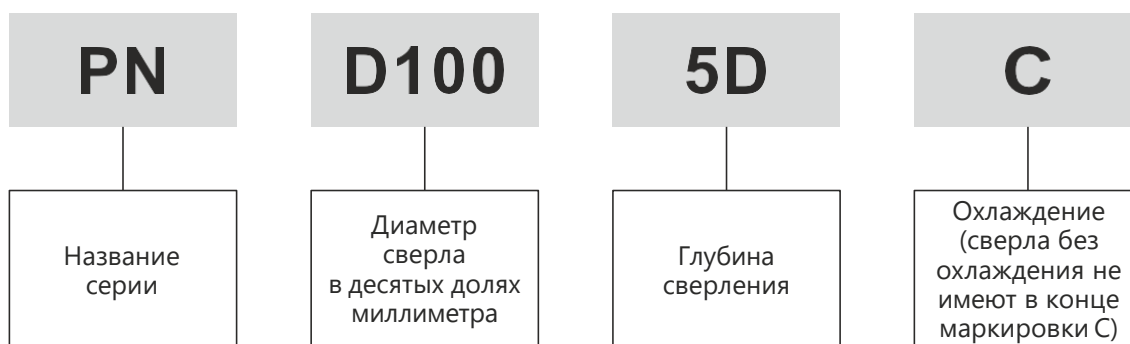 PN
D100
5D
C
Название
серии
Диаметр
сверла
в десятых долях
миллиметра
Глубина
сверления
Охлаждение
(сверла без
охлаждения не
имеют в конце
маркировки С)